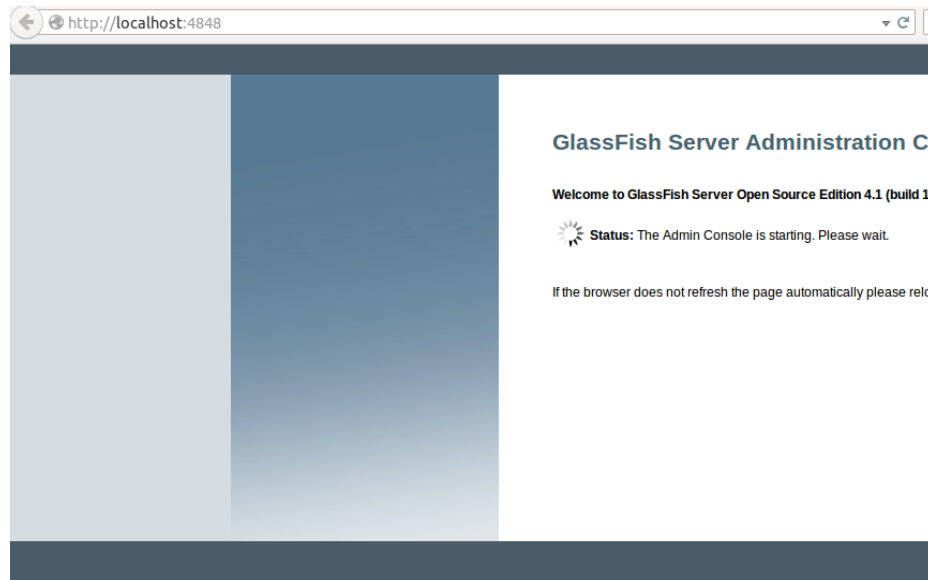 http://localhost:4848
GlassFish Server Administration C
Welcome to GlassFish Server Open Source Edition 4.1 (build 1
Status: The Admin Console is starting. Please wait.
If the browser does not refresh the page automatically please relo